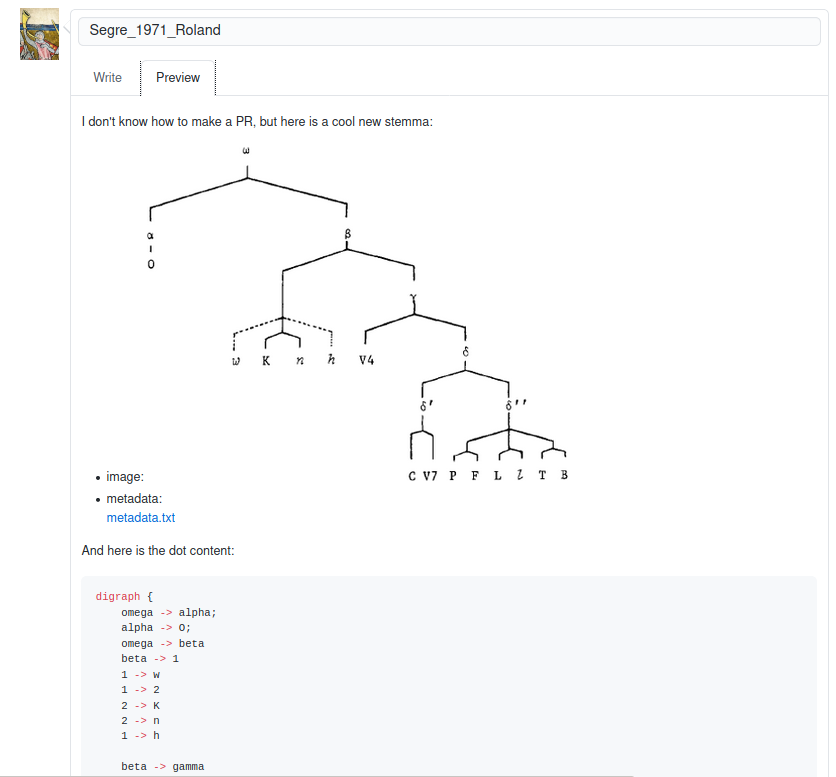 Segre_1971_Roland
Write Preview
I don't know how to make a PR, but here is a cool new stemma:
ω
α β
O
γ
w K n h V4
δ
δ' δ''
C V7 P F L l T B
image:
metadata:
metadata.txt
And here is the dot content:
digraph {
omega -> alpha;
alpha -> O;
omega -> beta
beta -> 1
1 -> w
1 -> 2
2 -> K
2 -> n
1 -> h
beta -> gamma